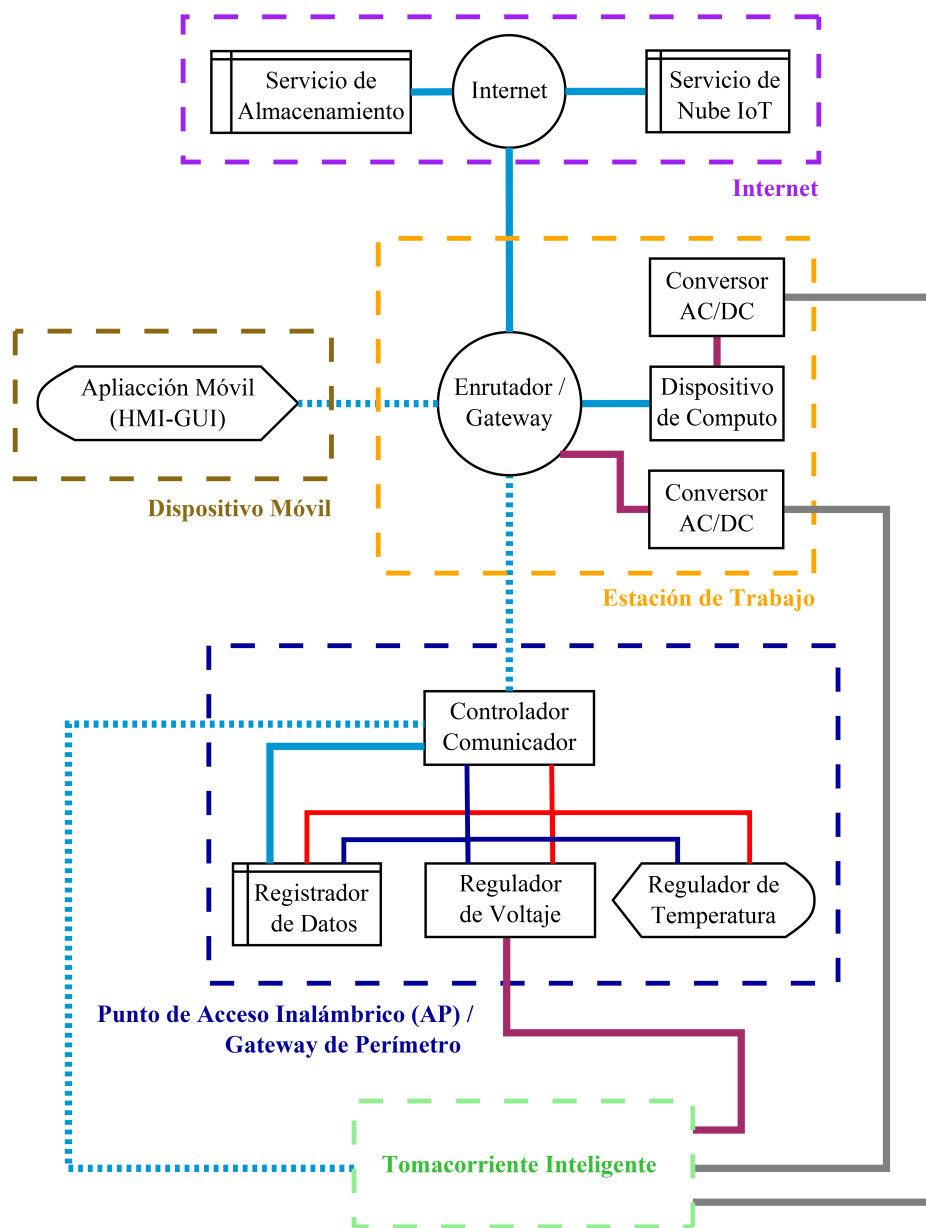 Servicio de
Almacenamiento
Internet
Servicio de
Nube IoT
Internet
Conversor
AC/DC
Apliacción Móvil
(HMI-GUI)
Enrutador /
Gateway
Dispositivo
de Computo
Conversor
AC/DC
Dispositivo Móvil
Estación de Trabajo
Controlador
Comunicador
Registrador
de Datos
Regulador
de Voltaje
Regulador de
Temperatura
Punto de Acceso Inalámbrico (AP) /
Gateway de Perímetro
Tomacorriente Inteligente